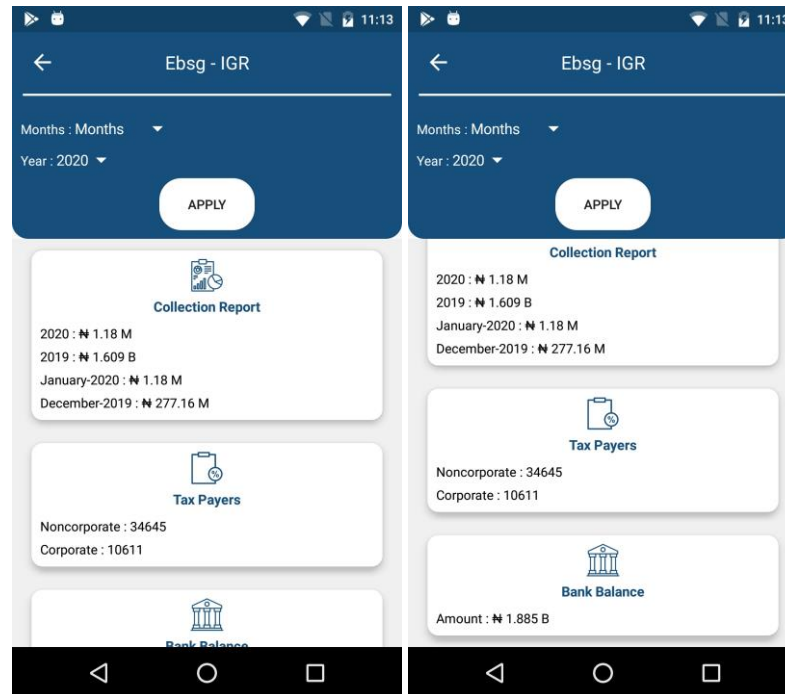 11:13
Ebsg - IGR
Months : Months
Year : 2020
APPLY
Collection Report
2020 : ₦ 1.18 M
2019 : ₦ 1.609 B
January-2020 : ₦ 1.18 M
December-2019 : ₦ 277.16 M
Tax Payers
Noncorporate : 34645
Corporate : 10611
Bank Balance
11:13
Ebsg - IGR
Months : Months
Year : 2020
APPLY
Collection Report
2020 : ₦ 1.18 M
2019 : ₦ 1.609 B
January-2020 : ₦ 1.18 M
December-2019 : ₦ 277.16 M
Tax Payers
Noncorporate : 34645
Corporate : 10611
Bank Balance
Amount : ₦ 1.885 B